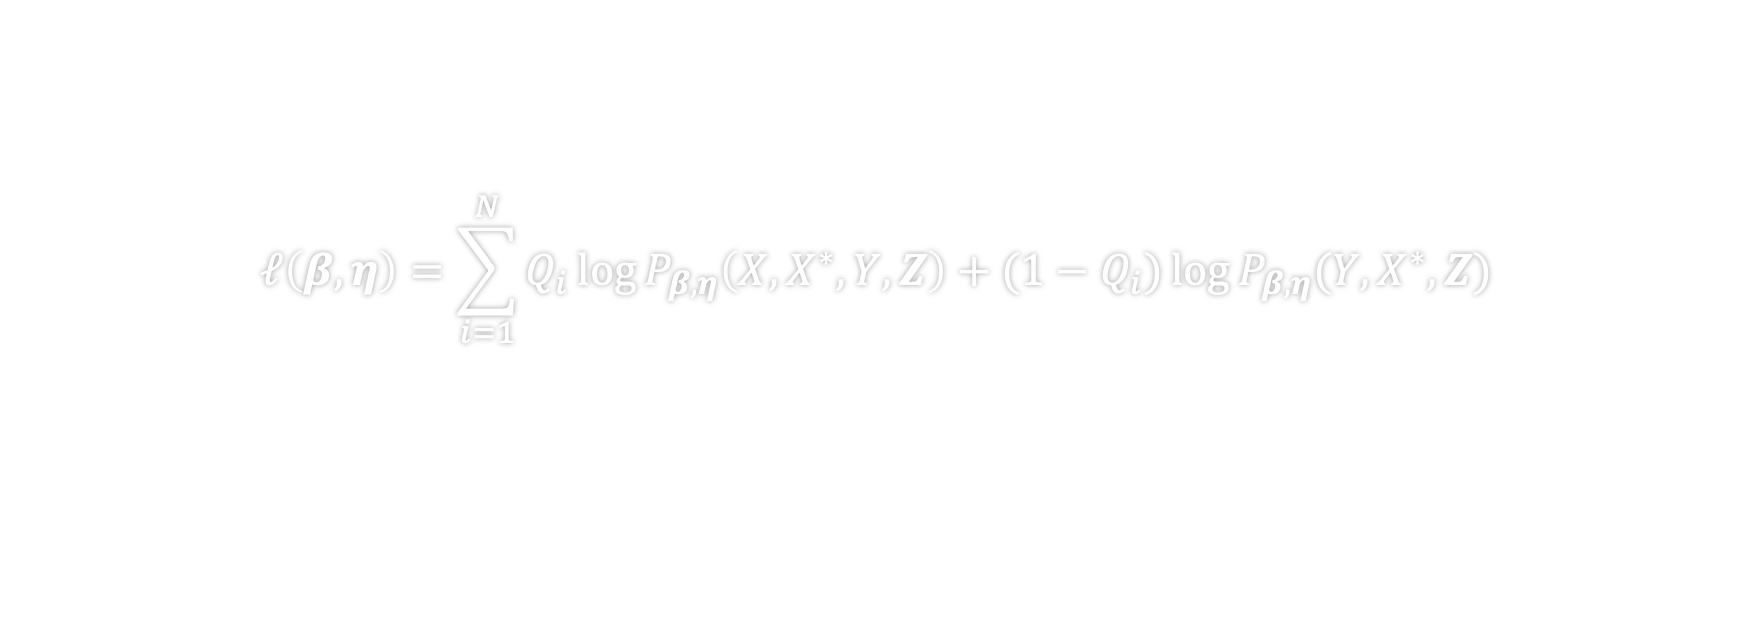 ℓ(𝜷, 𝜼) = ∑_{i=1}^{N} Q_i log P_{𝜷,𝜼}(X, X*, Y, 𝒁) + (1 − Q_i) log P_{𝜷,𝜼}(Y, X*, 𝒁)